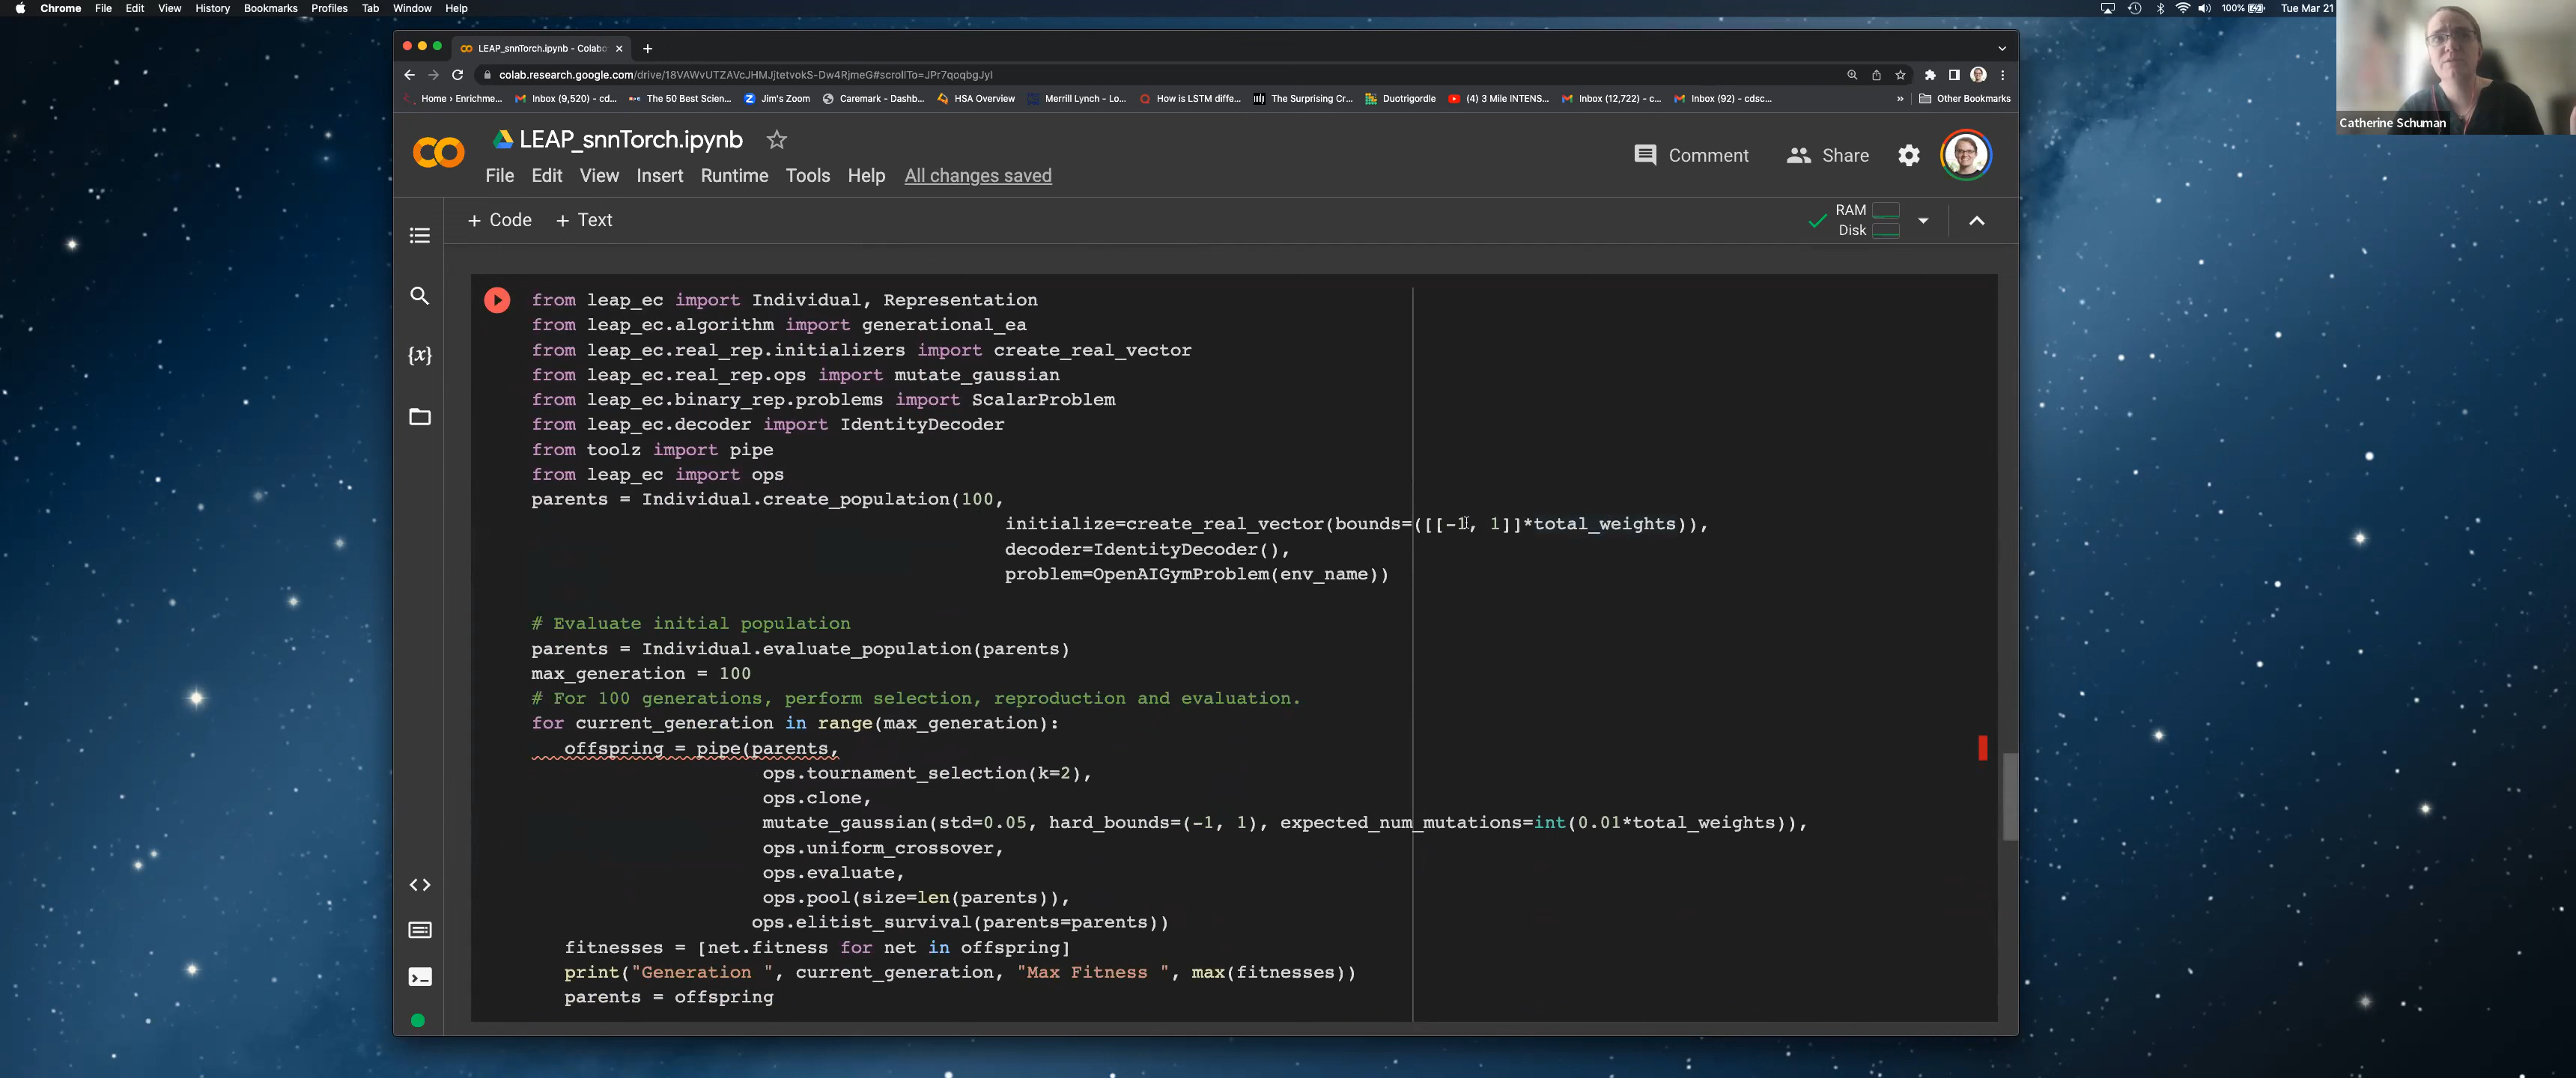 Chrome File Edit View History Bookmarks Profiles Tab Window Help
100% Tue Mar 21
LEAP_snnTorch.ipynb - Colabo
colab.research.google.com/drive/18VAWvUTZAVcJHMJjtetvokS-Dw4RjmeG#scrollTo=JPr7qoqbgJyl
Home › Enrichme... Inbox (9,520) – cd... The 50 Best Scien... Jim's Zoom Caremark - Dashb... HSA Overview Merrill Lynch - Lo... How is LSTM diffe... The Surprising Cr... Duotrigordle (4) 3 Mile INTENS... Inbox (12,722) – c... Inbox (92) – cdsc... » Other Bookmarks
Catherine Schuman
LEAP_snnTorch.ipynb
Comment Share
File Edit View Insert Runtime Tools Help All changes saved
+ Code + Text
RAM
Disk
{x}
from leap_ec import Individual, Representation
from leap_ec.algorithm import generational_ea
from leap_ec.real_rep.initializers import create_real_vector
from leap_ec.real_rep.ops import mutate_gaussian
from leap_ec.binary_rep.problems import ScalarProblem
from leap_ec.decoder import IdentityDecoder
from toolz import pipe
from leap_ec import ops
parents = Individual.create_population(100,
initialize=create_real_vector(bounds=([[-1, 1]]*total_weights)),
decoder=IdentityDecoder(),
problem=OpenAIGymProblem(env_name))
# Evaluate initial population
parents = Individual.evaluate_population(parents)
max_generation = 100
# For 100 generations, perform selection, reproduction and evaluation.
for current_generation in range(max_generation):
offspring = pipe(parents,
ops.tournament_selection(k=2),
ops.clone,
mutate_gaussian(std=0.05, hard_bounds=(-1, 1), expected_num_mutations=int(0.01*total_weights)),
ops.uniform_crossover,
ops.evaluate,
ops.pool(size=len(parents)),
ops.elitist_survival(parents=parents))
fitnesses = [net.fitness for net in offspring]
print("Generation ", current_generation, "Max Fitness ", max(fitnesses))
parents = offspring